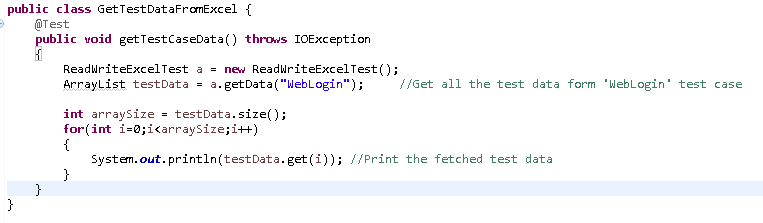 public class GetTestDataFromExcel {
@Test
public void getTestCaseData() throws IOException
{
ReadWriteExcelTest a = new ReadWriteExcelTest();
ArrayList testData = a.getData("WebLogin"); //Get all the test data form 'WebLogin' test case
int arraySize = testData.size();
for(int i=0;i<arraySize;i++)
{
System.out.println(testData.get(i)); //Print the fetched test data
}
}
}